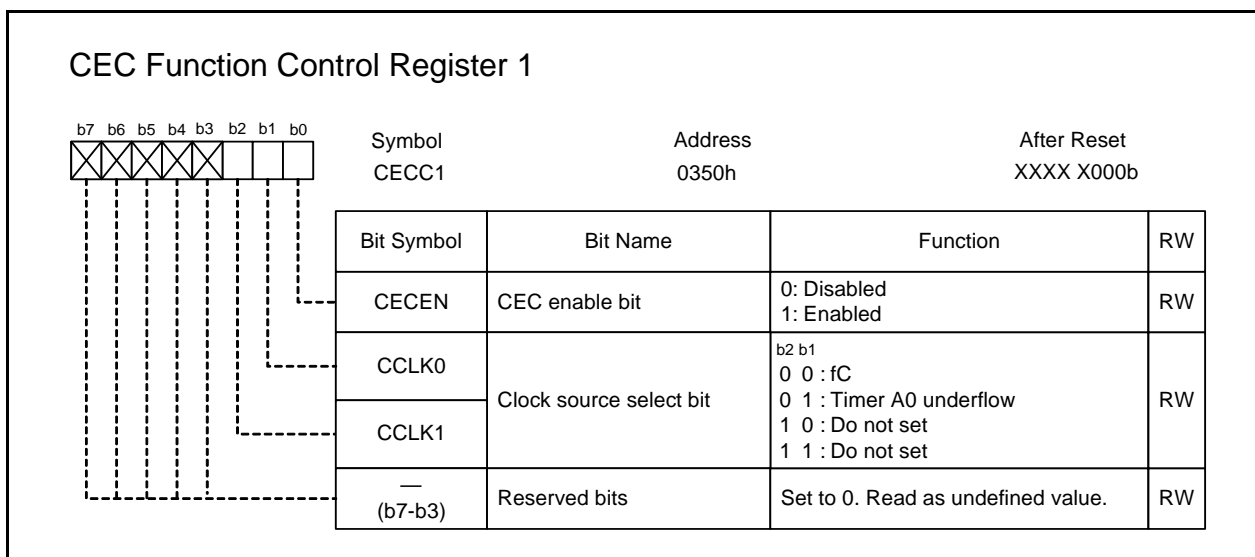 CEC Function Control Register 1
b7 b6 b5 b4 b3 b2 b1 b0
Symbol Address After Reset
CECC1 0350h XXXX X000b
Bit Symbol Bit Name Function RW
CECEN CEC enable bit 0: Disabled RW
1: Enabled
CCLK0 Clock source select bit b2 b1 RW
0 0 : fC
0 1 : Timer A0 underflow
CCLK1 1 0 : Do not set
1 1 : Do not set
— Reserved bits Set to 0. Read as undefined value. RW
(b7-b3)